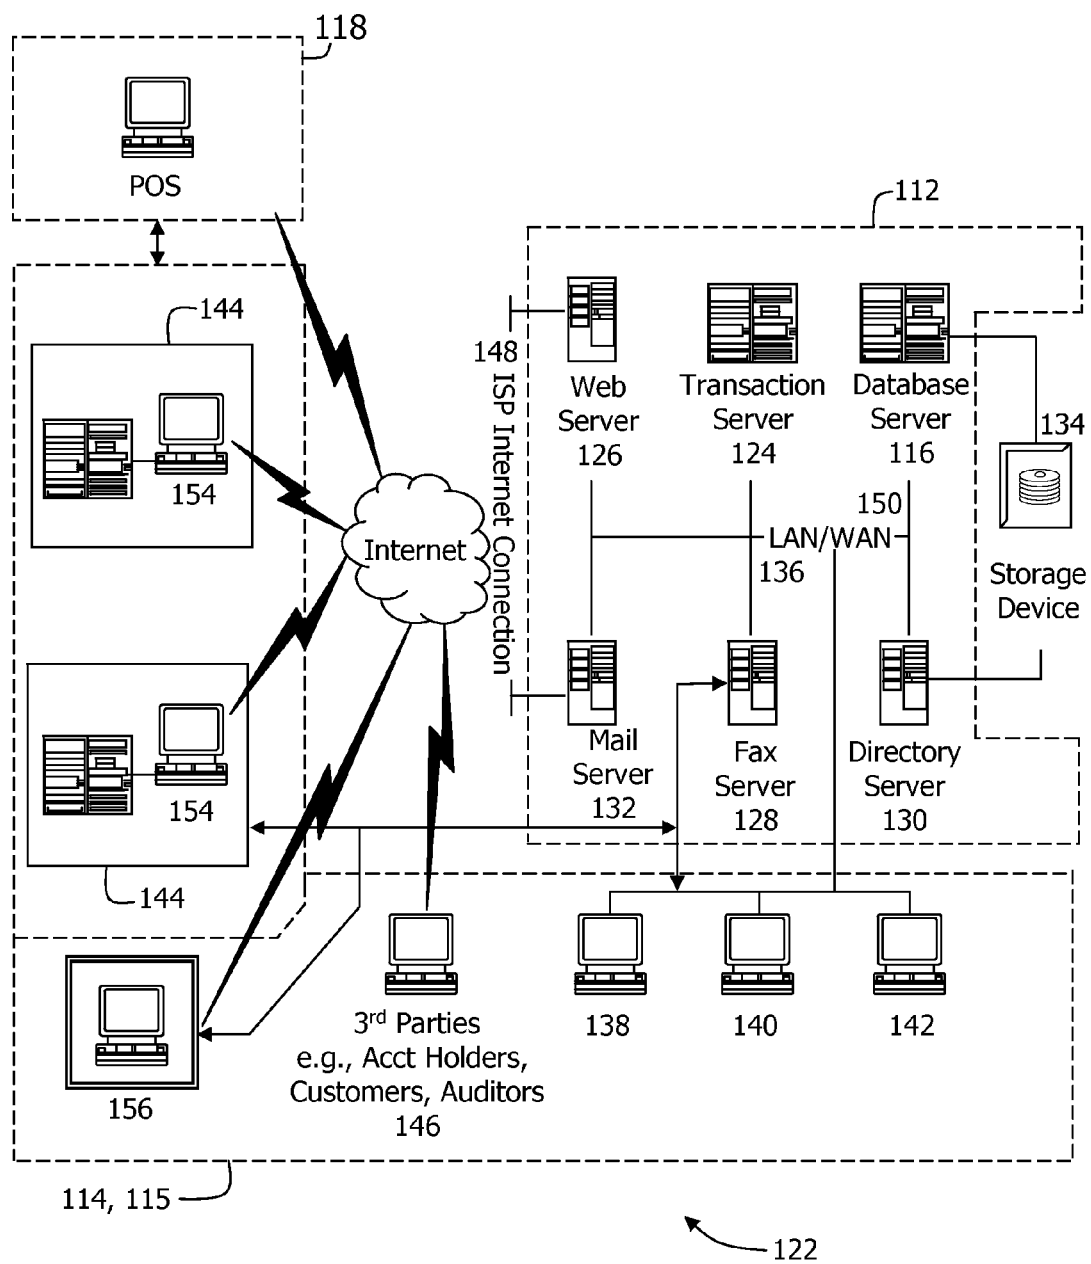 118
POS
112
144
148
ISP Internet Connection
Web
Server
126
Transaction
Server
124
Database
Server
116
134
154
150
Internet
LAN/WAN
136
Storage
Device
Mail
Server
132
Fax
Server
128
Directory
Server
130
154
144
138
140
142
3rd Parties
e.g., Acct Holders,
Customers, Auditors
146
156
114, 115
122